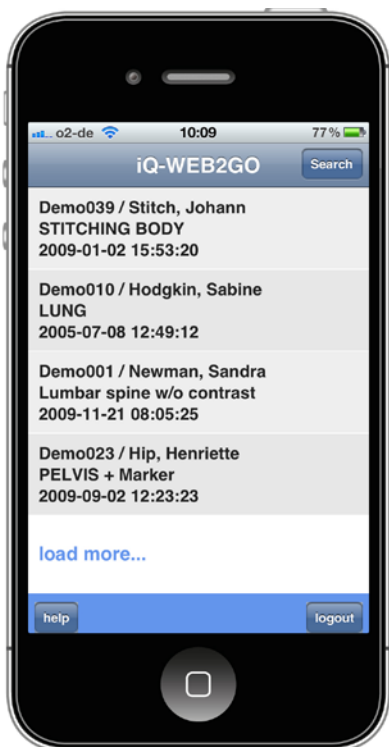 o2-de 10:09 77%
iQ-WEB2GO Search
Demo039 / Stitch, Johann
STITCHING BODY
2009-01-02 15:53:20
Demo010 / Hodgkin, Sabine
LUNG
2005-07-08 12:49:12
Demo001 / Newman, Sandra
Lumbar spine w/o contrast
2009-11-21 08:05:25
Demo023 / Hip, Henriette
PELVIS + Marker
2009-09-02 12:23:23
load more...
help logout